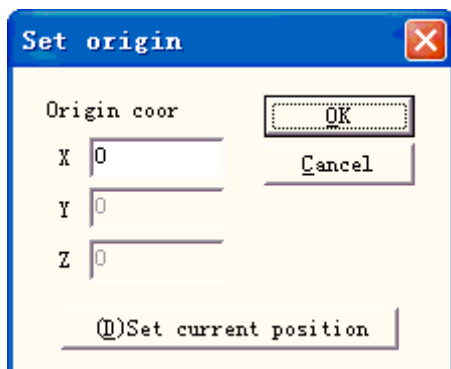 Set origin
Origin coor
OK
X 0
Cancel
Y 0
Z 0
(D)Set current position